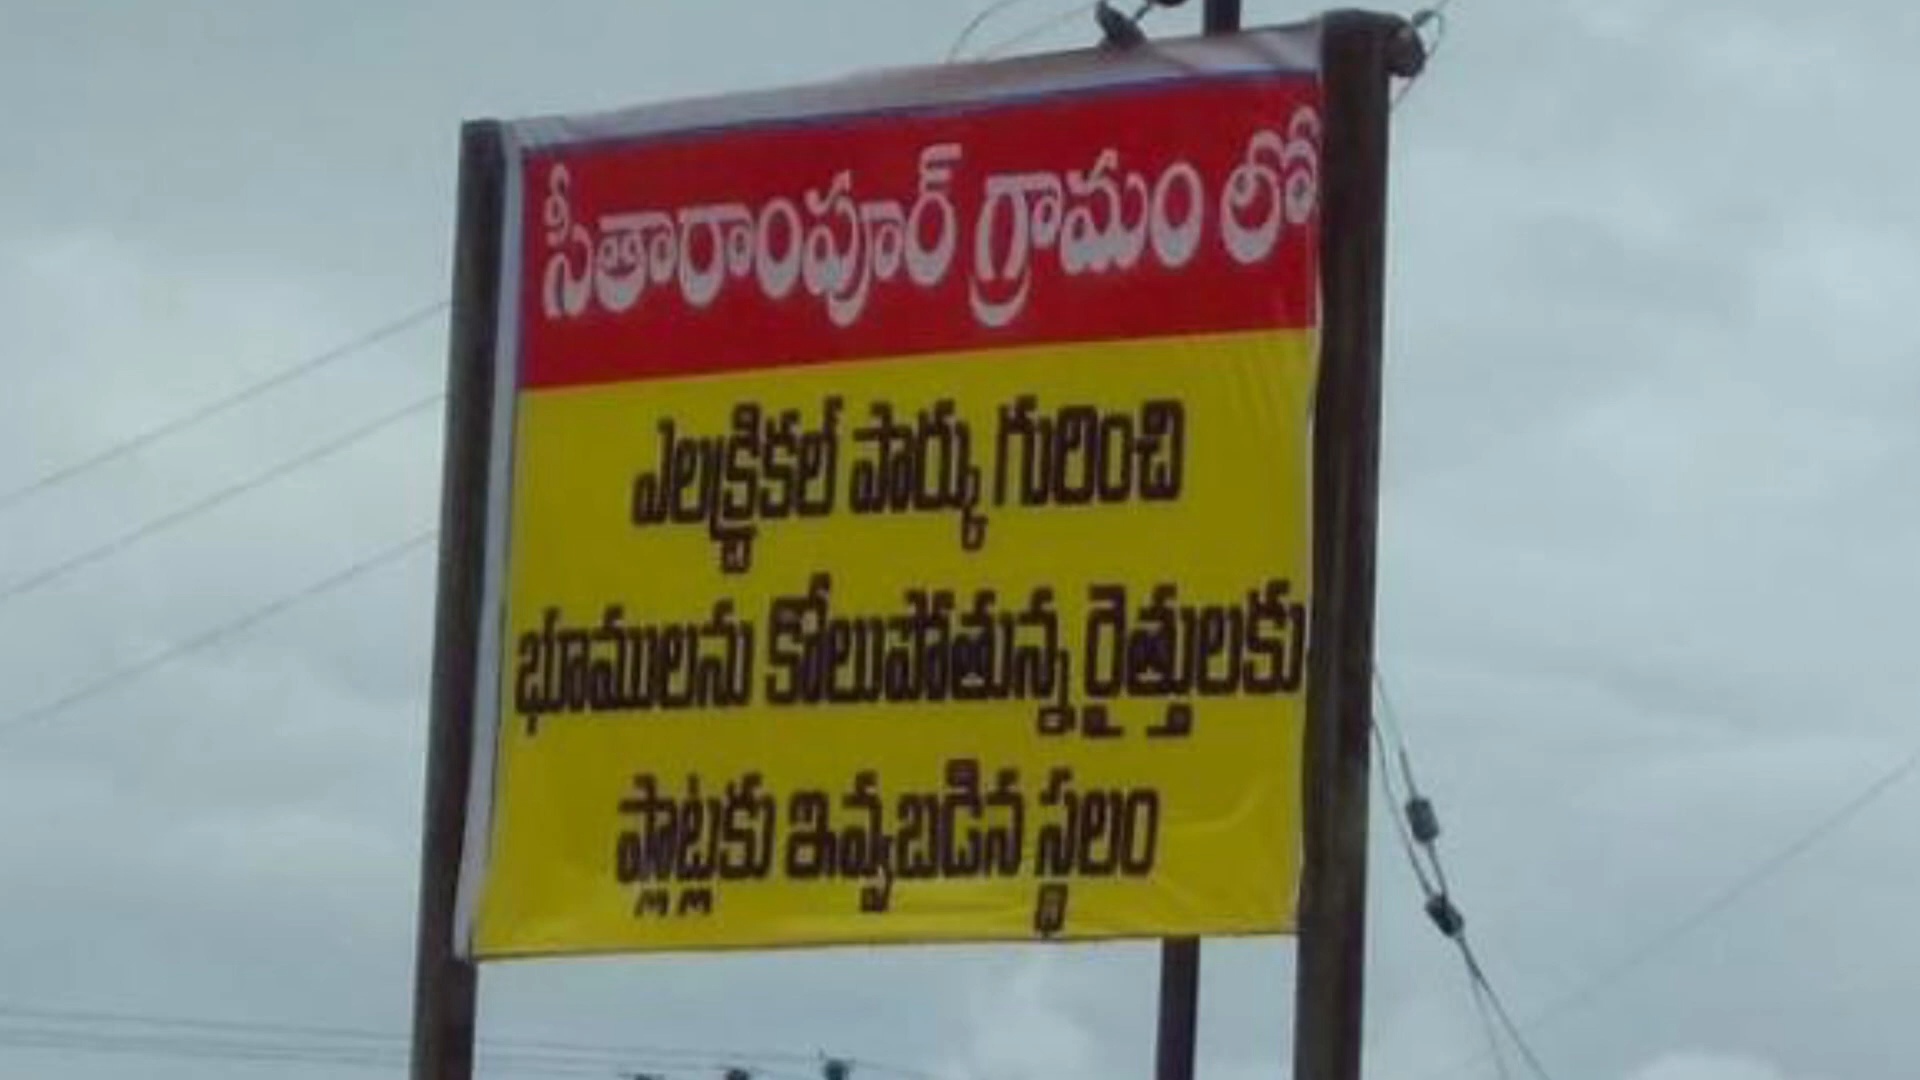 సీతారాంపూర్ గ్రామం లో
ఎలక్ట్రికల్ పార్కు గురించి
భూములను కోలుపోతున్న రైత్తులకు
ప్లాట్లకు ఇవ్వబడిన స్థలం